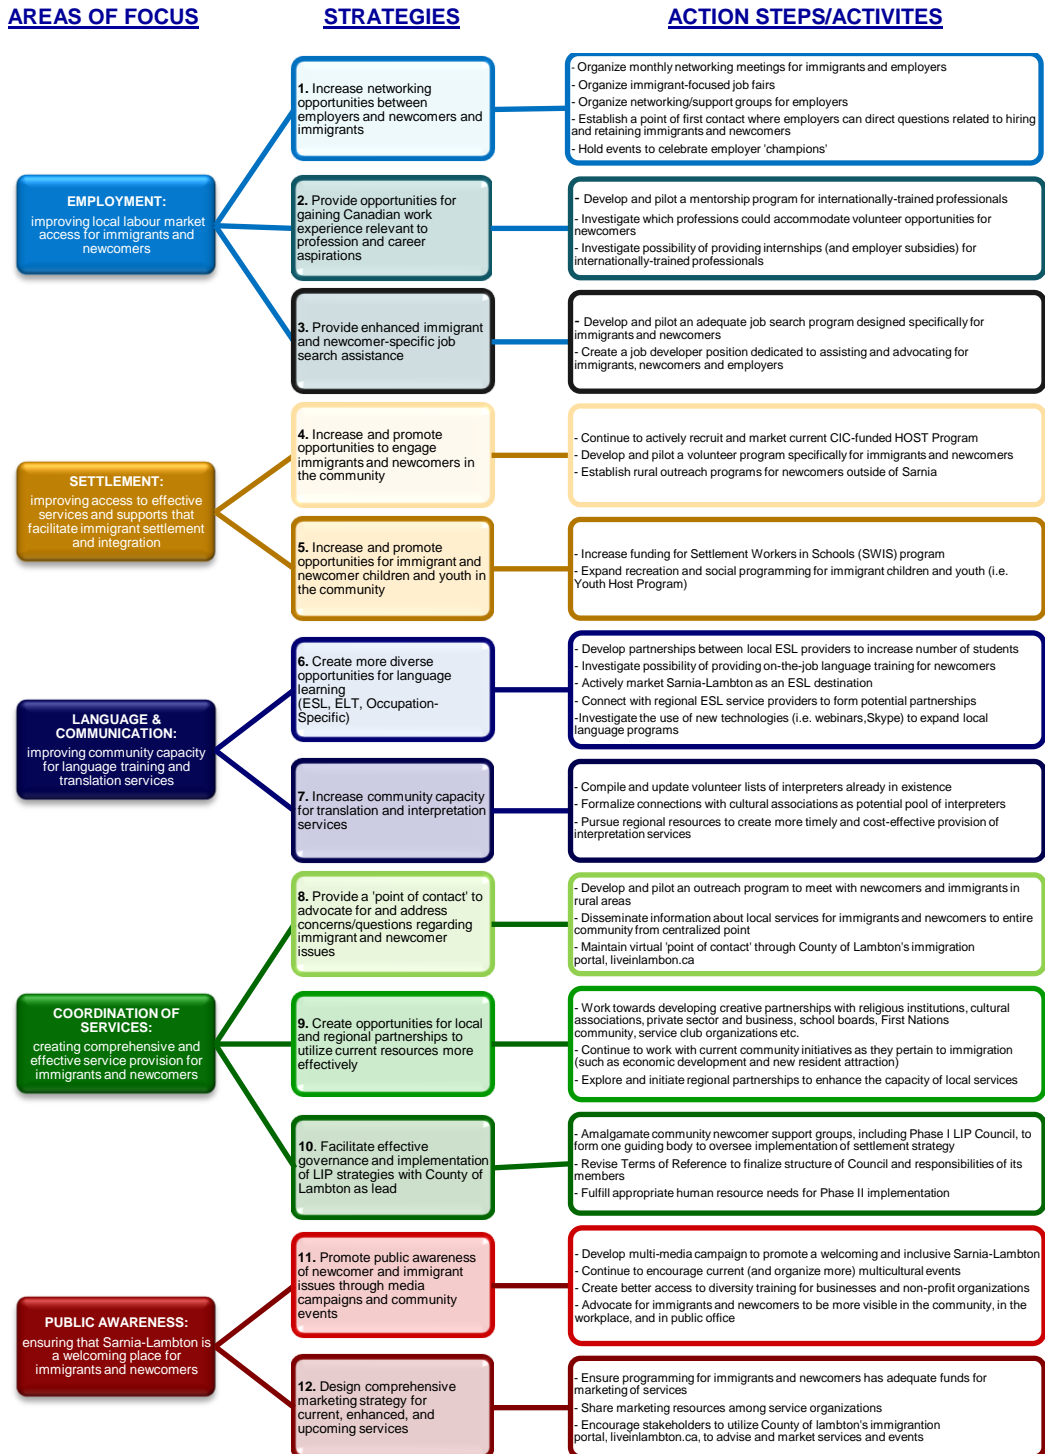 AREAS OF FOCUS
STRATEGIES
ACTION STEPS/ACTIVITES
EMPLOYMENT:
improving local labour market
access for immigrants and
newcomers
1. Increase networking
opportunities between
employers and newcomers and
immigrants
- Organize monthly networking meetings for immigrants and employers
- Organize immigrant-focused job fairs
- Organize networking/support groups for employers
- Establish a point of first contact where employers can direct questions related to hiring
and retaining immigrants and newcomers
- Hold events to celebrate employer 'champions'
2. Provide opportunities for
gaining Canadian work
experience relevant to
profession and career
aspirations
- Develop and pilot a mentorship program for internationally-trained professionals
- Investigate which professions could accommodate volunteer opportunities for
newcomers
- Investigate possibility of providing internships (and employer subsidies) for
internationally-trained professionals
3. Provide enhanced immigrant
and newcomer-specific job
search assistance
- Develop and pilot an adequate job search program designed specifically for
immigrants and newcomers
- Create a job developer position dedicated to assisting and advocating for
immigrants, newcomers and employers
SETTLEMENT:
improving access to effective
services and supports that
facilitate immigrant settlement
and integration
4. Increase and promote
opportunities to engage
immigrants and newcomers in
the community
- Continue to actively recruit and market current CIC-funded HOST Program
- Develop and pilot a volunteer program specifically for immigrants and newcomers
- Establish rural outreach programs for newcomers outside of Sarnia
5. Increase and promote
opportunities for immigrant and
newcomer children and youth in
the community
- Increase funding for Settlement Workers in Schools (SWIS) program
- Expand recreation and social programming for immigrant children and youth (i.e.
Youth Host Program)
LANGUAGE &
COMMUNICATION:
improving community capacity
for language training and
translation services
6. Create more diverse
opportunities for language
learning
(ESL, ELT, Occupation-
Specific)
- Develop partnerships between local ESL providers to increase number of students
- Investigate possibility of providing on-the-job language training for newcomers
- Actively market Sarnia-Lambton as an ESL destination
- Connect with regional ESL service providers to form potential partnerships
-Investigate the use of new technologies (i.e. webinars,Skype) to expand local
language programs
7. Increase community capacity
for translation and interpretation
services
- Compile and update volunteer lists of interpreters already in existence
- Formalize connections with cultural associations as potential pool of interpreters
- Pursue regional resources to create more timely and cost-effective provision of
interpretation services
COORDINATION OF
SERVICES:
creating comprehensive and
effective service provision for
immigrants and newcomers
8. Provide a 'point of contact' to
advocate for and address
concerns/questions regarding
immigrant and newcomer
issues
- Develop and pilot an outreach program to meet with newcomers and immigrants in
rural areas
- Disseminate information about local services for immigrants and newcomers to entire
community from centralized point
- Maintain virtual 'point of contact' through County of Lambton's immigration
portal, liveinlambon.ca
9. Create opportunities for local
and regional partnerships to
utilize current resources more
effectively
- Work towards developing creative partnerships with religious institutions, cultural
associations, private sector and business, school boards, First Nations
community, service club organizations etc.
- Continue to work with current community initiatives as they pertain to immigration
(such as economic development and new resident attraction)
- Explore and initiate regional partnerships to enhance the capacity of local services
10. Facilitate effective
governance and implementation
of LIP strategies with County of
Lambton as lead
- Amalgamate community newcomer support groups, including Phase I LIP Council, to
form one guiding body to oversee implementation of settlement strategy
- Revise Terms of Reference to finalize structure of Council and responsibilities of its
members
- Fulfill appropriate human resource needs for Phase II implementation
PUBLIC AWARENESS:
ensuring that Sarnia-Lambton is
a welcoming place for
immigrants and newcomers
11. Promote public awareness
of newcomer and immigrant
issues through media
campaigns and community
events
- Develop multi-media campaign to promote a welcoming and inclusive Sarnia-Lambton
- Continue to encourage current (and organize more) multicultural events
- Create better access to diversity training for businesses and non-profit organizations
- Advocate for immigrants and newcomers to be more visible in the community, in the
workplace, and in public office
12. Design comprehensive
marketing strategy for
current, enhanced, and
upcoming services
- Ensure programming for immigrants and newcomers has adequate funds for
marketing of services
- Share marketing resources among service organizations
- Encourage stakeholders to utilize County of lambton's immigrantion
portal, liveinlambton.ca, to advise and market services and events